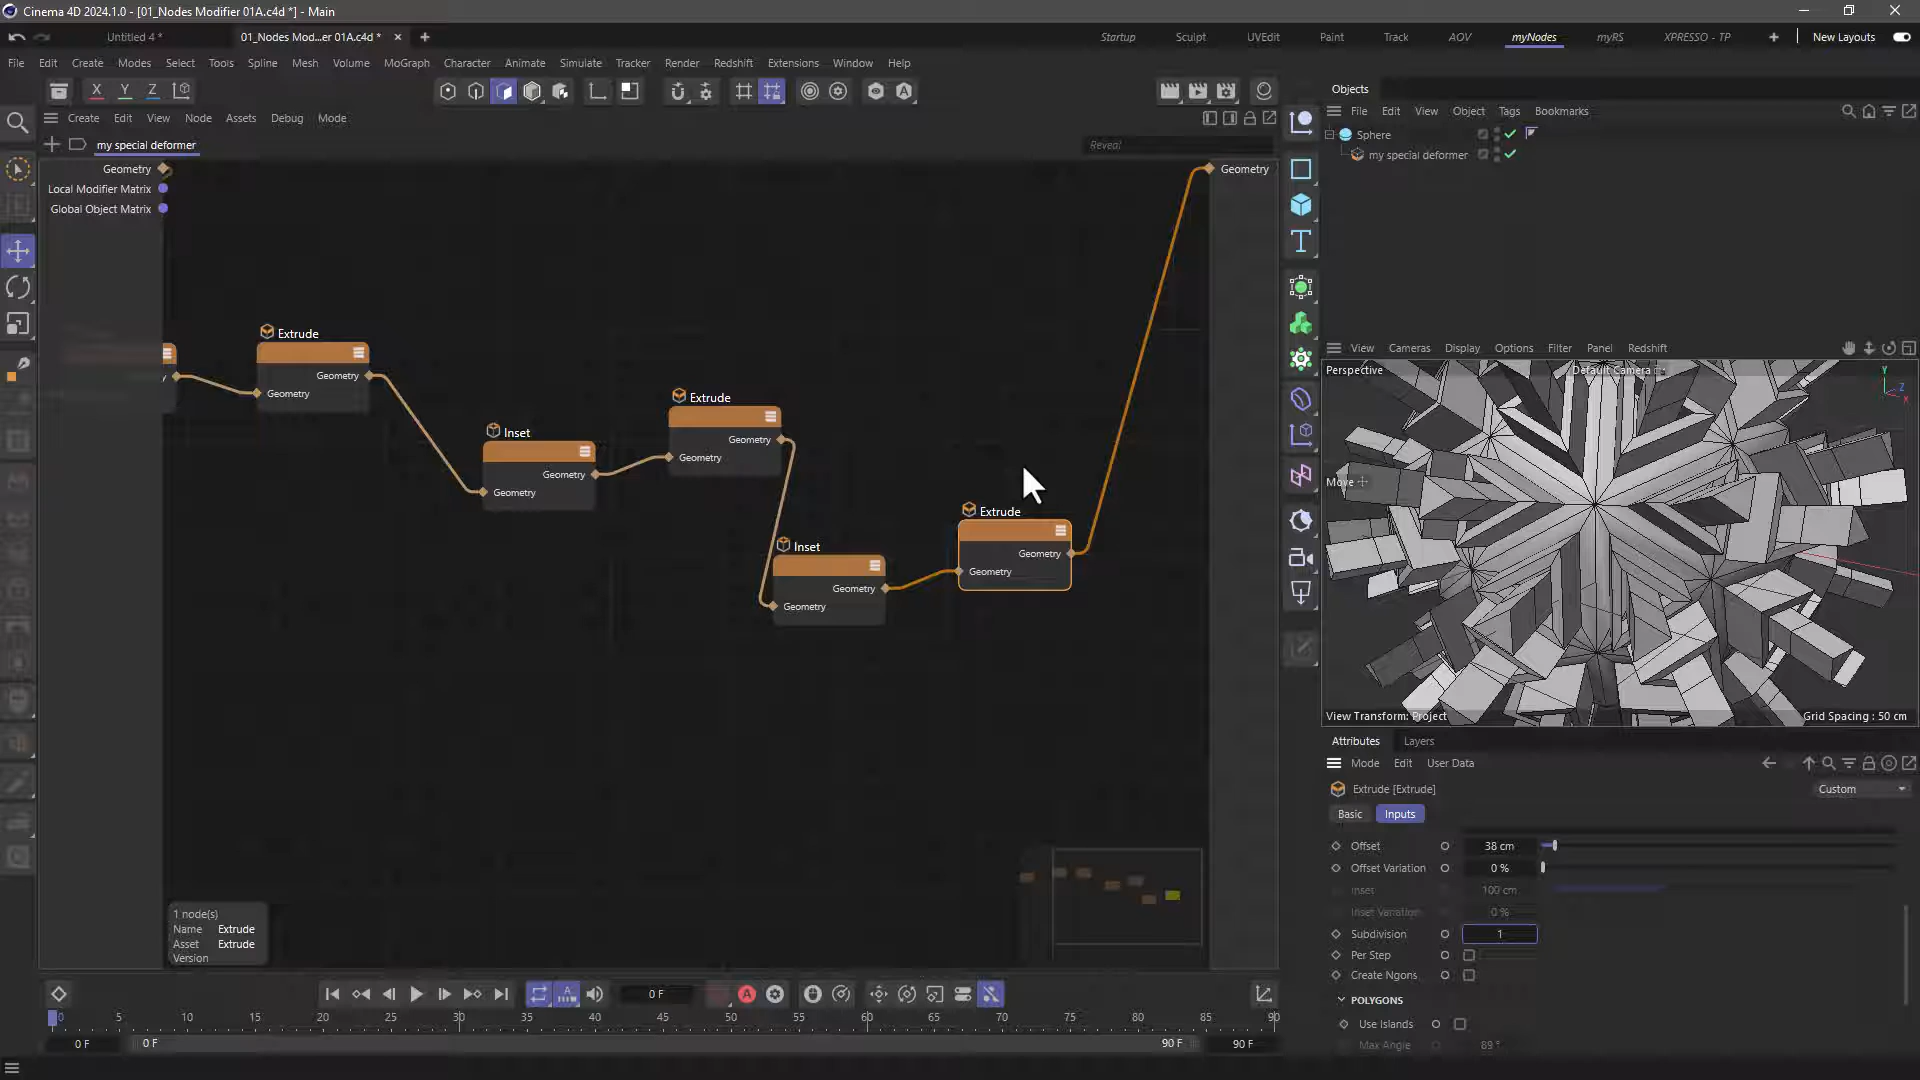 Cinema 4D 2024.1.0 - [01_Nodes Modifier 01A.c4d *] - Main
Untitled 4 *
01_Nodes Mod...er 01A.c4d *
Startup
Sculpt
UVEdit
Paint
Track
AOV
myNodes
myRS
XPRESSO - TP
New Layouts
File Edit Create Modes Select Tools Spline Mesh Volume MoGraph Character Animate Simulate Tracker Render Redshift Extensions Window Help
X Y Z
Objects
Create Edit View Node Assets Debug Mode
File Edit View Object Tags Bookmarks
my special deformer
Reveal
Sphere
my special deformer
Geometry
Local Modifier Matrix
Global Object Matrix
Geometry
Extrude
Geometry
Geometry
Inset
Geometry
Geometry
Extrude
Geometry
Geometry
Inset
Geometry
Geometry
Extrude
Geometry
Geometry
1 node(s)
Name Extrude
Asset Extrude
Version
View Cameras Display Options Filter Panel Redshift
Perspective
Default Camera
Y
Z
X
Move
View Transform: Project
Grid Spacing : 50 cm
Attributes
Layers
Mode Edit User Data
Extrude [Extrude]
Custom
Basic
Inputs
Offset 38 cm
Offset Variation 0 %
Inset 100 cm
Inset Variation 0 %
Subdivision 1
Per Step
Create Ngons
POLYGONS
Use Islands
Max Angle 89 °
0 F
0 5 10 15 20 25 30 35 40 45 50 55 60 65 70 75 80 85 90
0 F
0 F
90 F
90 F